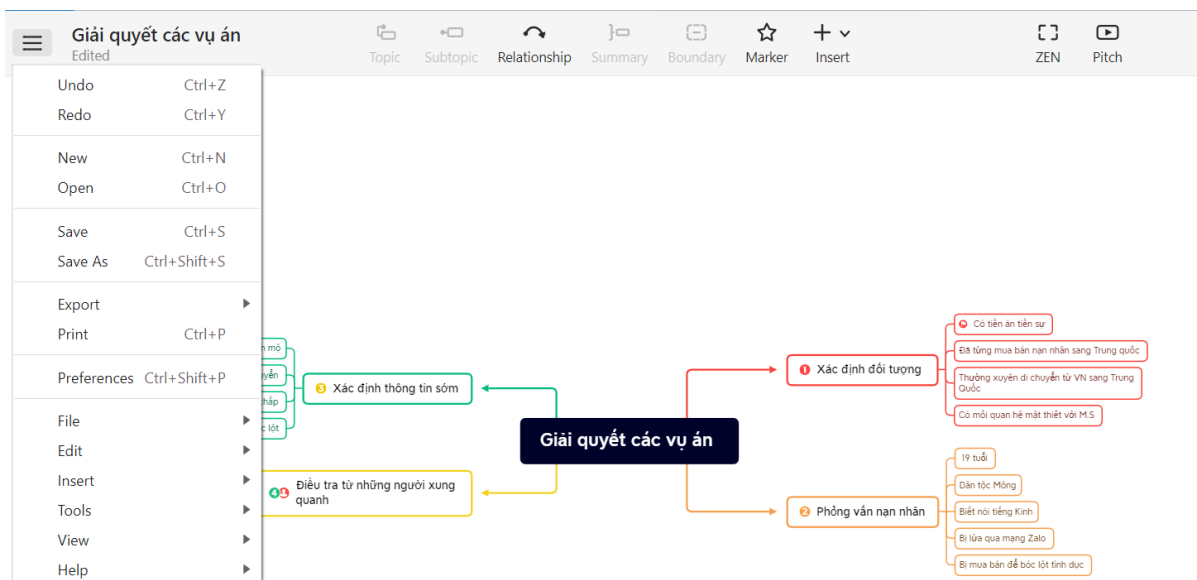 Giải quyết các vụ án
Edited
Topic
Subtopic
Relationship
Summary
Boundary
Marker
Insert
ZEN
Pitch
Undo Ctrl+Z
Redo Ctrl+Y
New Ctrl+N
Open Ctrl+O
Save Ctrl+S
Save As Ctrl+Shift+S
Export
Print Ctrl+P
Preferences Ctrl+Shift+P
File
Edit
Insert
Tools
View
Help
Giải quyết các vụ án
1 Xác định đối tượng
Có tiền án tiền sự
Đã từng mua bán nạn nhân sang Trung quốc
Thường xuyên di chuyển từ VN sang Trung
Quốc
Có mối quan hệ mật thiết với M.S
2 Phỏng vấn nạn nhân
19 tuổi
Dân tộc Mông
Biết nói tiếng Kinh
Bị lừa qua mạng Zalo
Bị mua bán để bóc lột tình dục
3 Xác định thông tin sớm
lột
4 Điều tra từ những người xung
quanh